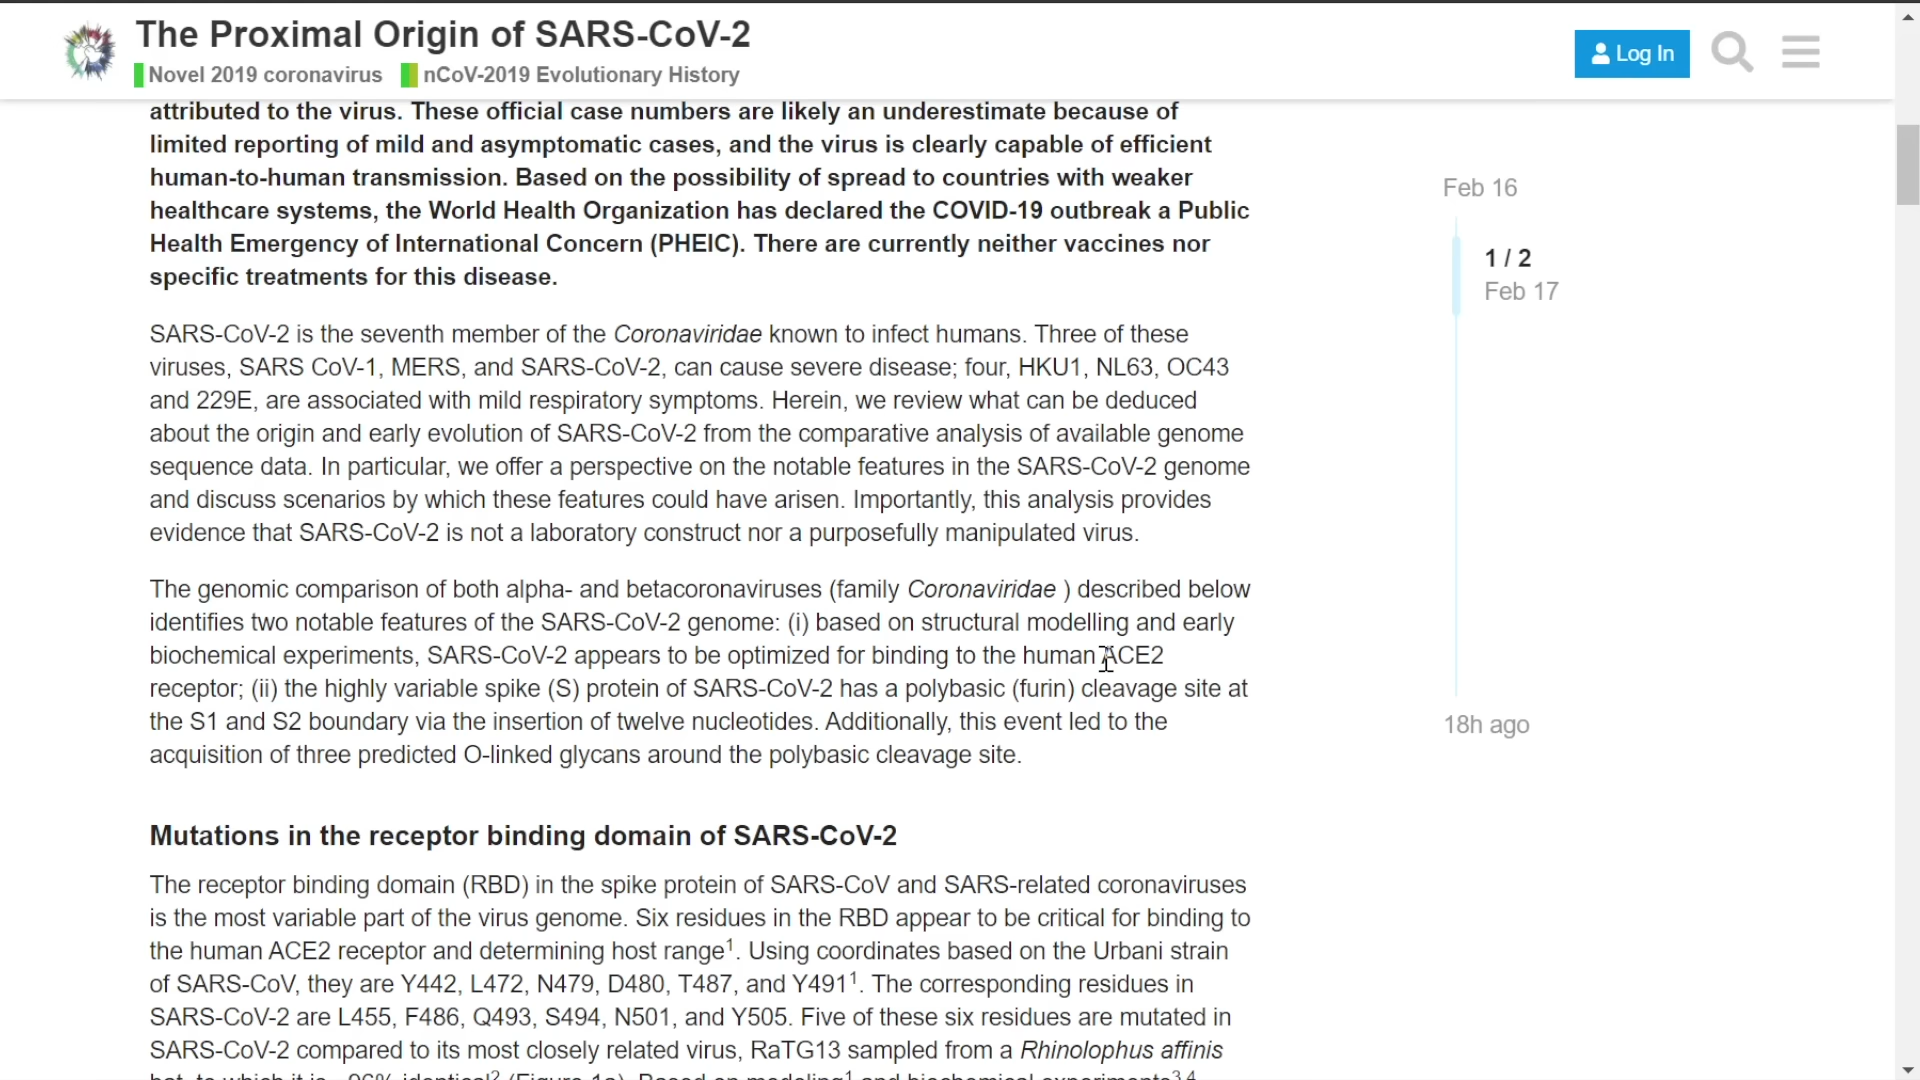 The Proximal Origin of SARS-CoV-2
Novel 2019 coronavirus nCoV-2019 Evolutionary History
Log In
attributed to the virus. These official case numbers are likely an underestimate because of
limited reporting of mild and asymptomatic cases, and the virus is clearly capable of efficient
human-to-human transmission. Based on the possibility of spread to countries with weaker
healthcare systems, the World Health Organization has declared the COVID-19 outbreak a Public
Health Emergency of International Concern (PHEIC). There are currently neither vaccines nor
specific treatments for this disease.
SARS-CoV-2 is the seventh member of the Coronaviridae known to infect humans. Three of these
viruses, SARS CoV-1, MERS, and SARS-CoV-2, can cause severe disease; four, HKU1, NL63, OC43
and 229E, are associated with mild respiratory symptoms. Herein, we review what can be deduced
about the origin and early evolution of SARS-CoV-2 from the comparative analysis of available genome
sequence data. In particular, we offer a perspective on the notable features in the SARS-CoV-2 genome
and discuss scenarios by which these features could have arisen. Importantly, this analysis provides
evidence that SARS-CoV-2 is not a laboratory construct nor a purposefully manipulated virus.
The genomic comparison of both alpha- and betacoronaviruses (family Coronaviridae ) described below
identifies two notable features of the SARS-CoV-2 genome: (i) based on structural modelling and early
biochemical experiments, SARS-CoV-2 appears to be optimized for binding to the human ACE2
receptor; (ii) the highly variable spike (S) protein of SARS-CoV-2 has a polybasic (furin) cleavage site at
the S1 and S2 boundary via the insertion of twelve nucleotides. Additionally, this event led to the
acquisition of three predicted O-linked glycans around the polybasic cleavage site.
Mutations in the receptor binding domain of SARS-CoV-2
The receptor binding domain (RBD) in the spike protein of SARS-CoV and SARS-related coronaviruses
is the most variable part of the virus genome. Six residues in the RBD appear to be critical for binding to
the human ACE2 receptor and determining host range¹. Using coordinates based on the Urbani strain
of SARS-CoV, they are Y442, L472, N479, D480, T487, and Y491¹. The corresponding residues in
SARS-CoV-2 are L455, F486, Q493, S494, N501, and Y505. Five of these six residues are mutated in
SARS-CoV-2 compared to its most closely related virus, RaTG13 sampled from a Rhinolophus affinis
bat, to which it is ~96% identical² (Figure 1a). Based on modeling¹ and biochemical experiments³,⁴
Feb 16
1 / 2
Feb 17
18h ago